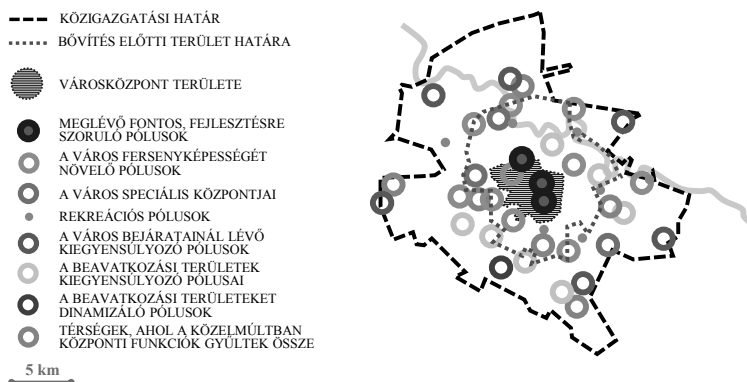 KÖZIGAZGATÁSI HATÁR
BŐVÍTÉS ELŐTTI TERÜLET HATÁRA
VÁROSKÖZPONT TERÜLETE
MEGLÉVŐ FONTOS, FEJLESZTÉSRE
SZORULÓ PÓLUSOK
A VÁROS FERSENYKÉPESSÉGÉT
NÖVELŐ PÓLUSOK
A VÁROS SPECIÁLIS KÖZPONTJAI
REKREÁCIÓS PÓLUSOK
A VÁROS BEJÁRATAINÁL LÉVŐ
KIEGYENSÚLYOZÓ PÓLUSOK
A BEAVATKOZÁSI TERÜLETEK
KIEGYENSÚLYOZÓ PÓLUSAI
A BEAVATKOZÁSI TERÜLETEKET
DINAMIZÁLÓ PÓLUSOK
TÉRSÉGEK, AHOL A KÖZELMÚLTBAN
KÖZPONTI FUNKCIÓK GYŰLTEK ÖSSZE
5 km